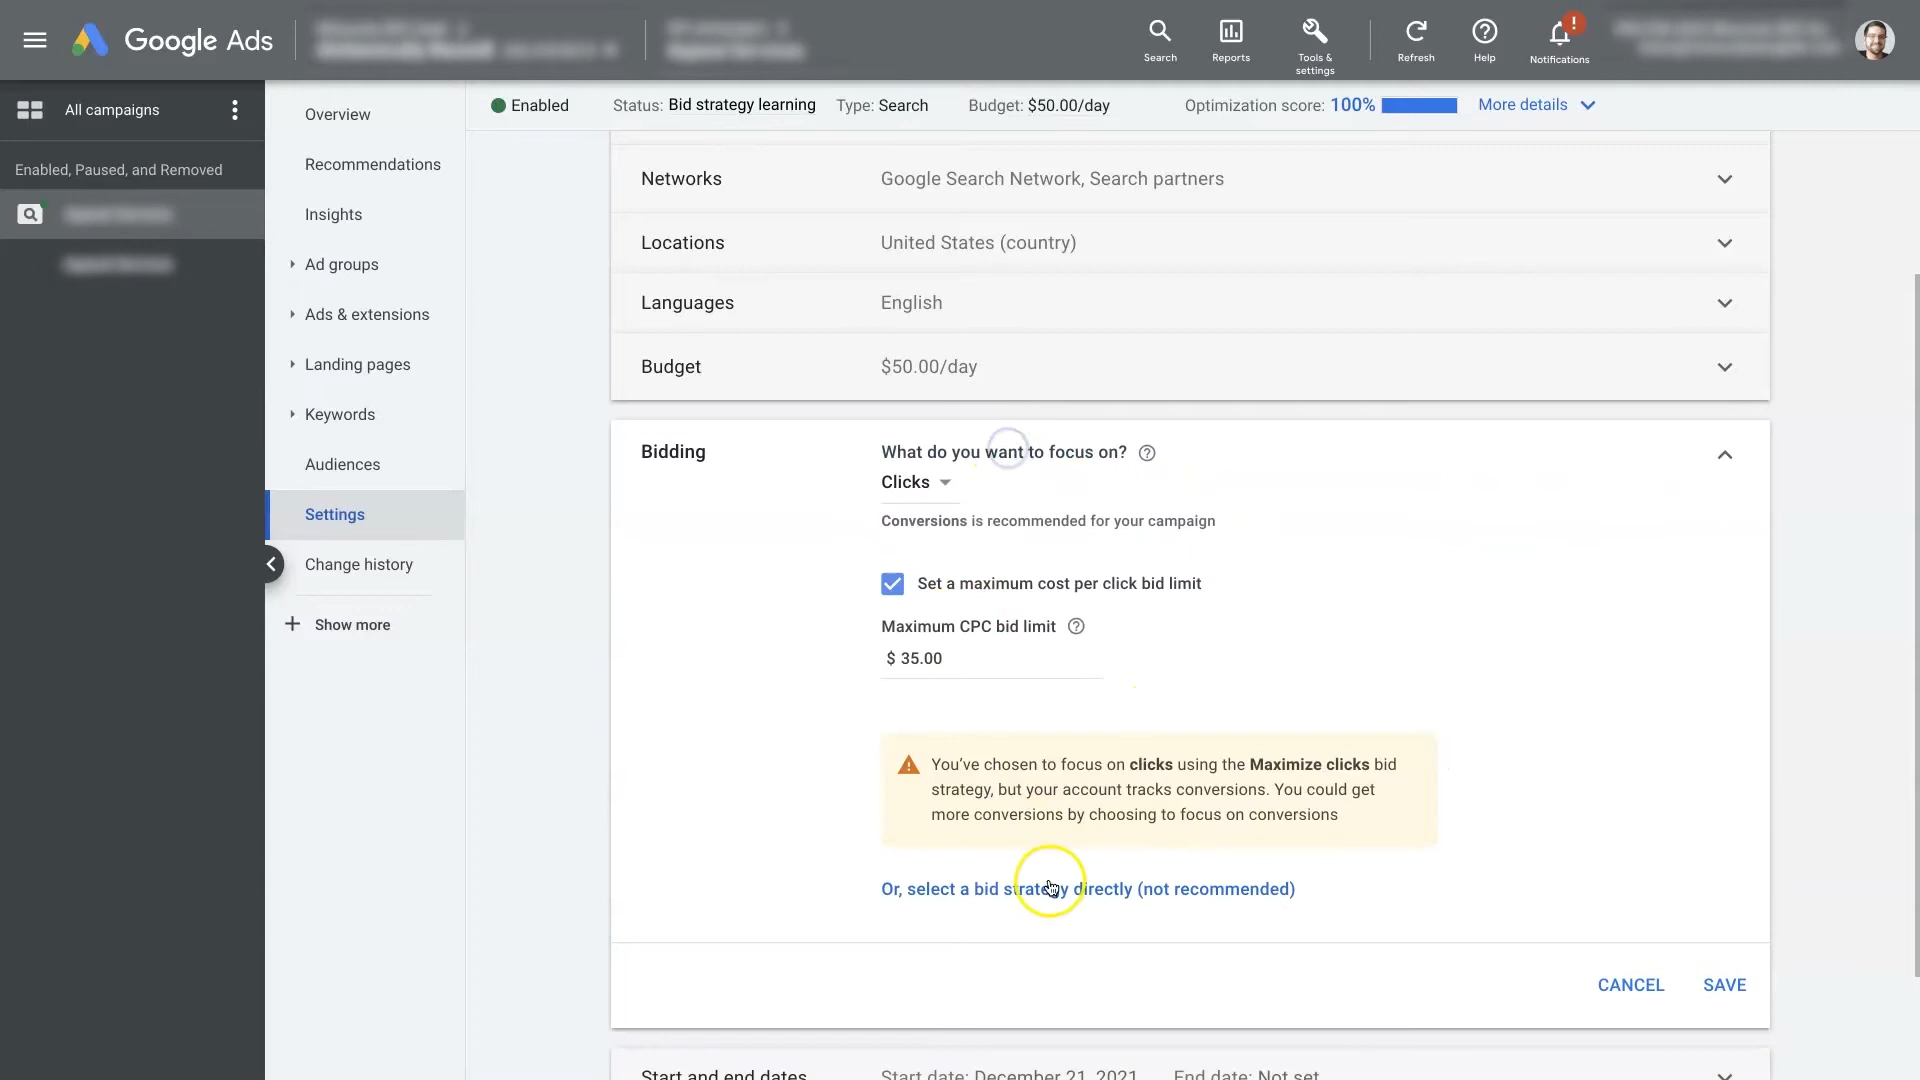 Google Ads
Search
Reports
Tools &
settings
Refresh
Help
!
Notifications
All campaigns
Enabled, Paused, and Removed
Overview
Recommendations
Insights
Ad groups
Ads & extensions
Landing pages
Keywords
Audiences
Settings
Change history
Show more
Enabled Status: Bid strategy learning Type: Search Budget: $50.00/day Optimization score: 100% More details
Networks Google Search Network, Search partners
Locations United States (country)
Languages English
Budget $50.00/day
Bidding What do you want to focus on?
Clicks
Conversions is recommended for your campaign
Set a maximum cost per click bid limit
Maximum CPC bid limit
$ 35.00
You've chosen to focus on clicks using the Maximize clicks bid
strategy, but your account tracks conversions. You could get
more conversions by choosing to focus on conversions
Or, select a bid strategy directly (not recommended)
CANCEL SAVE
Start and end dates Start date: December 21, 2021 End date: Not set